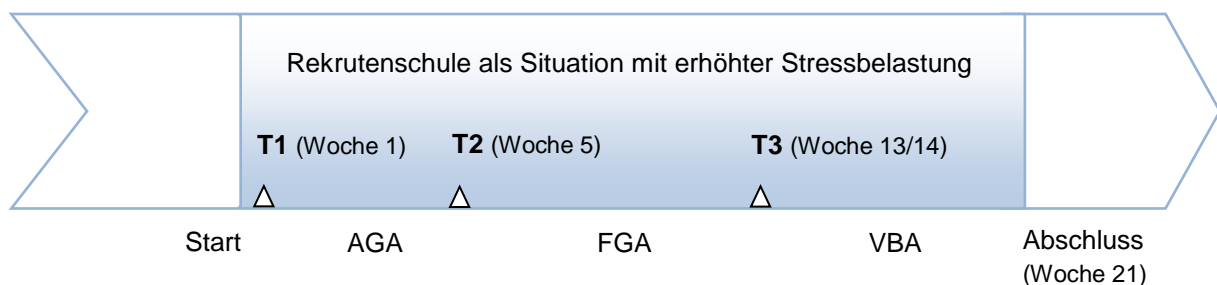 Rekrutenschule als Situation mit erhöhter Stressbelastung
T1 (Woche 1) T2 (Woche 5) T3 (Woche 13/14)
Start AGA FGA VBA Abschluss
(Woche 21)